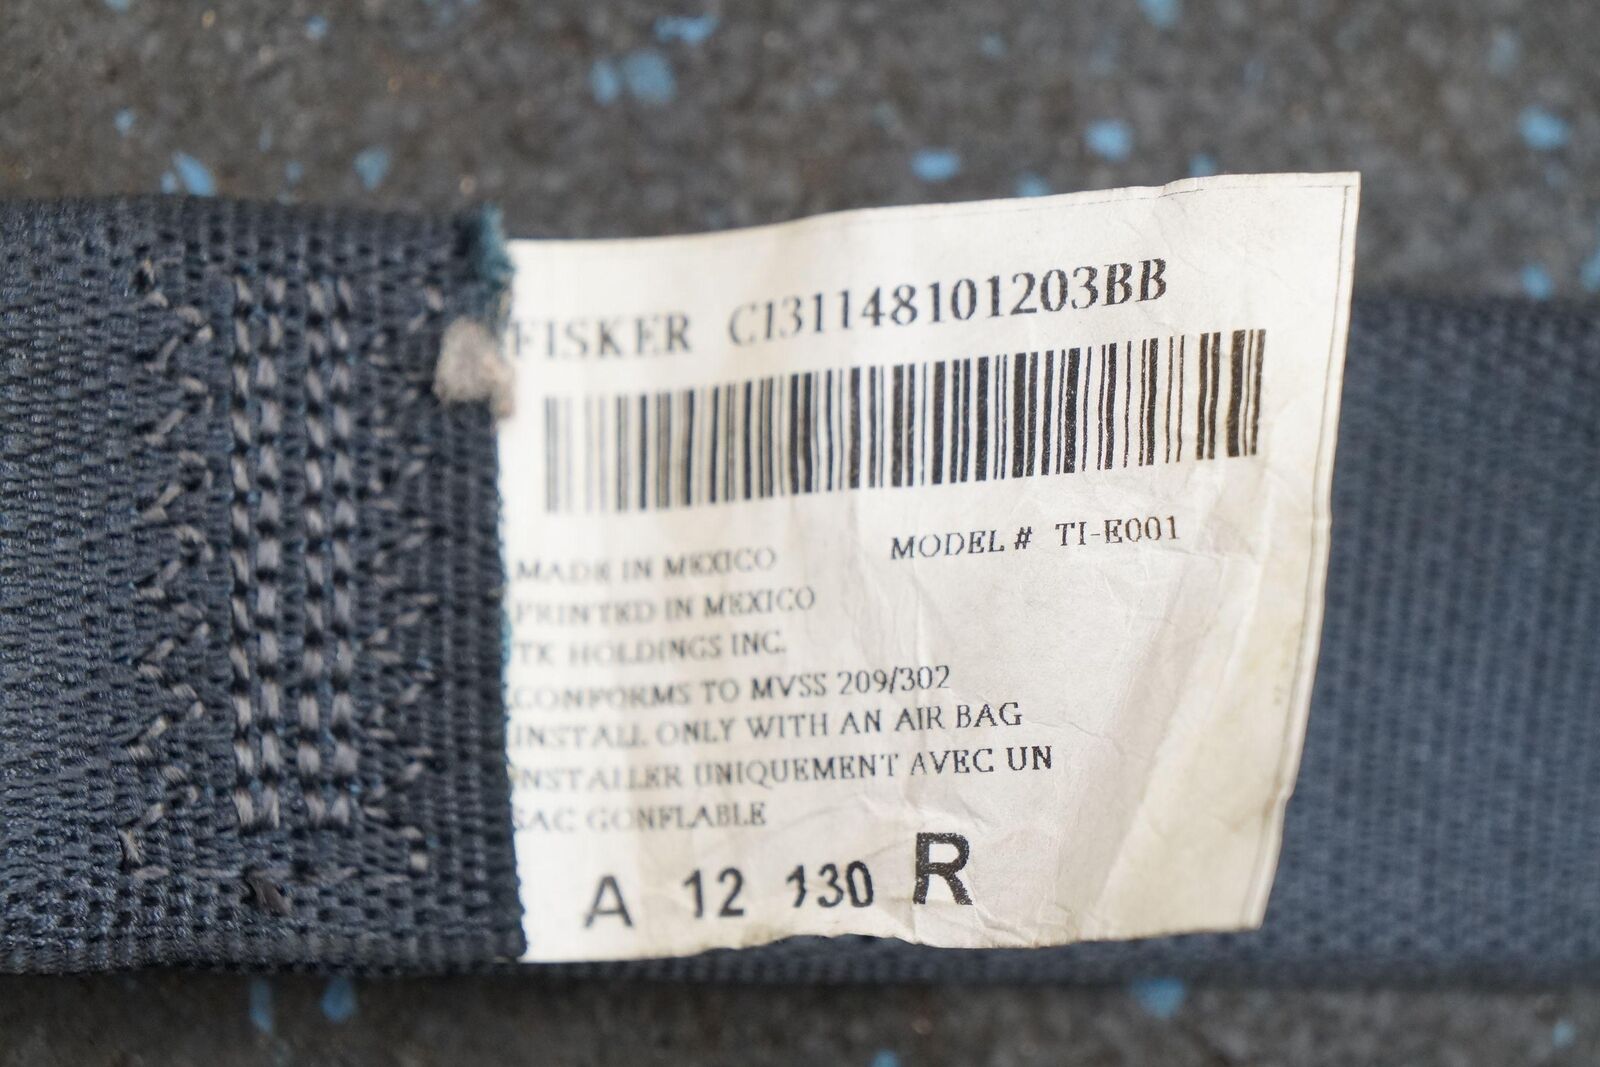 FISKER C131148101203BB
MODEL # TI-E001
MADE IN MEXICO
PRINTED IN MEXICO
TK HOLDINGS INC.
CONFORMS TO MVSS 209/302
INSTALL ONLY WITH AN AIR BAG
INSTALLER UNIQUEMENT AVEC UN
SAC GONFLABLE
A 12 130 R